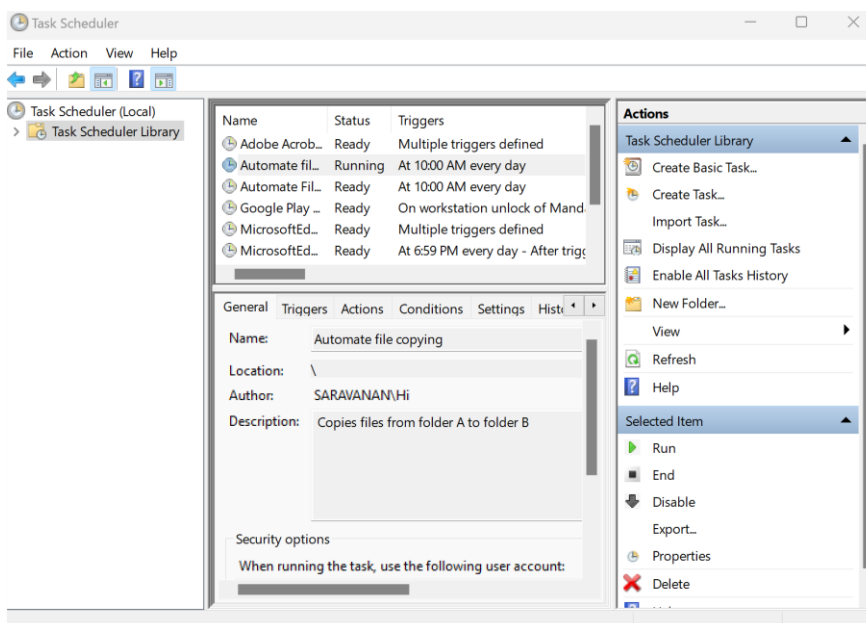 Task Scheduler
File Action View Help
Task Scheduler (Local)
Task Scheduler Library
Name Status Triggers
Adobe Acrob... Ready Multiple triggers defined
Automate fil... Running At 10:00 AM every day
Automate Fil... Ready At 10:00 AM every day
Google Play ... Ready On workstation unlock of Mand
MicrosoftEd... Ready Multiple triggers defined
MicrosoftEd... Ready At 6:59 PM every day - After trigg
General Triggers Actions Conditions Settings Histo
Name: Automate file copying
Location: \
Author: SARAVANAN\Hi
Description: Copies files from folder A to folder B
Security options
When running the task, use the following user account:
Actions
Task Scheduler Library
Create Basic Task...
Create Task...
Import Task...
Display All Running Tasks
Enable All Tasks History
New Folder...
View
Refresh
Help
Selected Item
Run
End
Disable
Export...
Properties
Delete